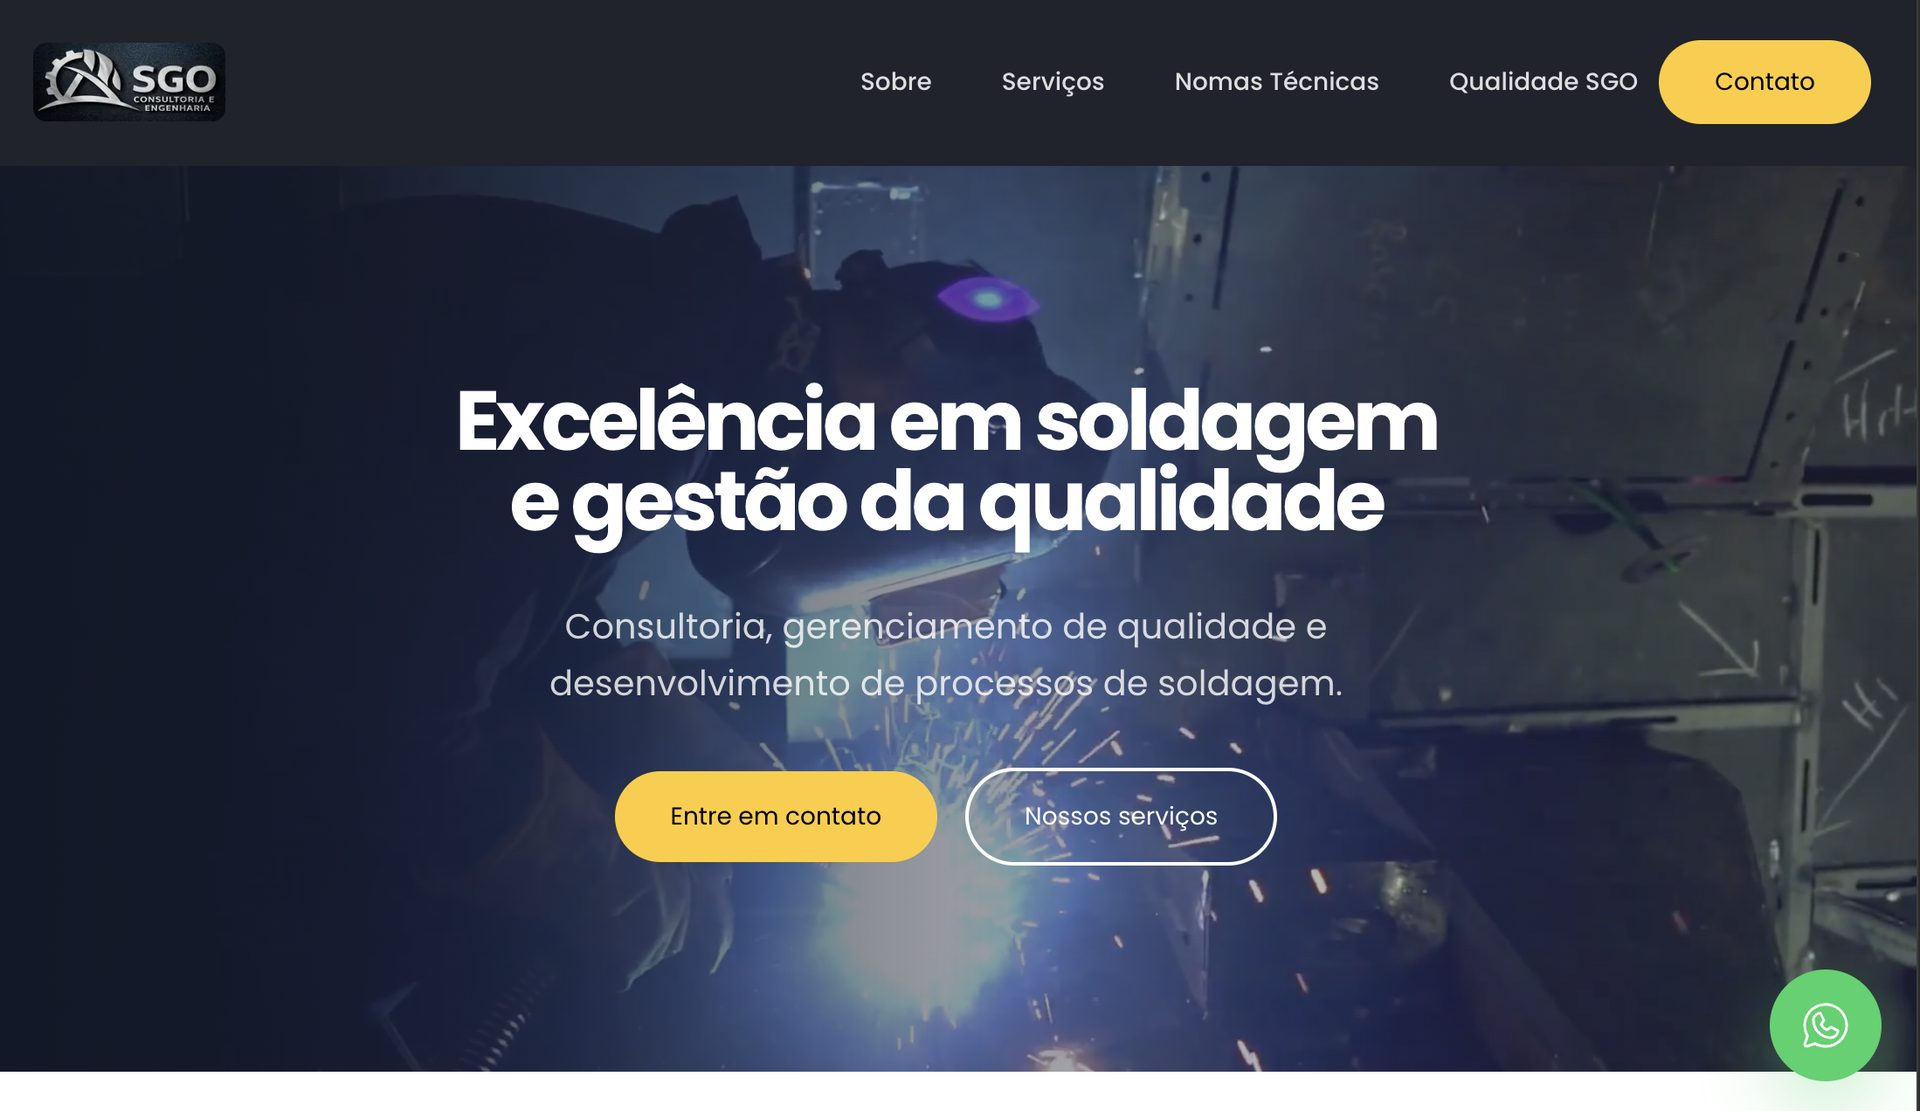 SGO
CONSULTORIA E
ENGENHARIA
Sobre
Serviços
Nomas Técnicas
Qualidade SGO
Contato
Excelência em soldagem
e gestão da qualidade
Consultoria, gerenciamento de qualidade e
desenvolvimento de processos de soldagem.
Entre em contato
Nossos serviços